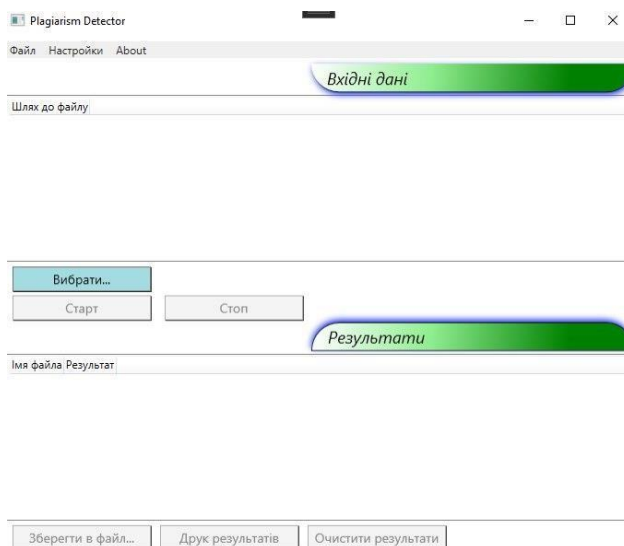 Plagiarism Detector
Файл Настройки About
Вхідні дані
Шлях до файлу
Вибрати...
Старт Стоп
Результати
Імя файла Результат
Зберегти в файл... Друк результатів Очистити результати